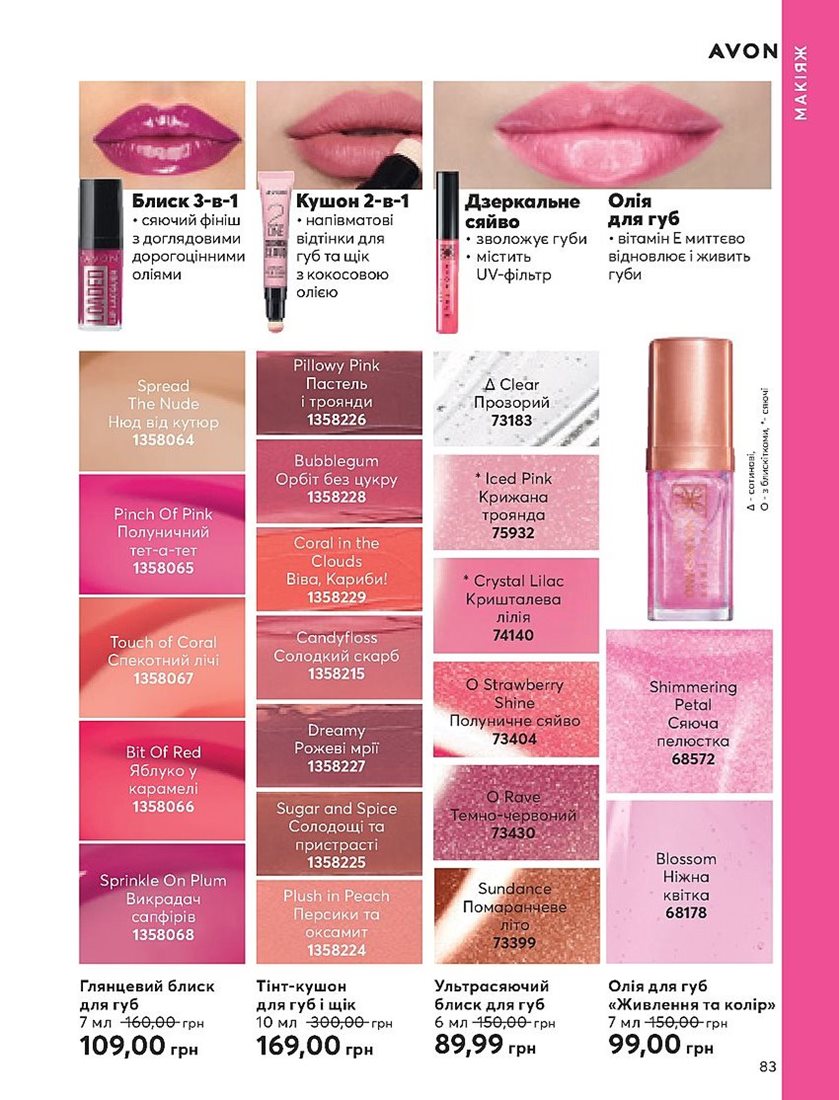 AVON
МАКІЯЖ
Блиск 3-в-1
• сяючий фініш
з доглядовими
дорогоцінними
оліями
Кушон 2-в-1
• напівматові
відтінки для
губ та щік
з кокосовою
олією
Дзеркальне
сяйво
• зволожує губи
• містить
UV-фільтр
Олія
для губ
• вітамін Е миттєво
відновлює і живить
губи
AVON
LOADED
Spread
The Nude
Нюд від кутюр
1358064
Pinch Of Pink
Полуничний
тет-а-тет
1358065
Touch of Coral
Спекотний лічі
1358067
Bit Of Red
Яблуко у
карамелі
1358066
Sprinkle On Plum
Викрадач
сапфірів
1358068
Pillowy Pink
Пастель
і троянди
1358226
Bubblegum
Орбіт без цукру
1358228
Coral in the
Clouds
Віва, Кариби!
1358229
Candyfloss
Солодкий скарб
1358215
Dreamy
Рожеві мрії
1358227
Sugar and Spice
Солодощі та
пристрасті
1358225
Plush in Peach
Персики та
оксамит
1358224
Δ Clear
Прозорий
73183
* Iced Pink
Крижана
троянда
75932
* Crystal Lilac
Кришталева
лілія
74140
O Strawberry
Shine
Полуничне сяйво
73404
O Rave
Темно-червоний
73430
Sundance
Помаранчеве
літо
73399
Δ - сотинові,
O - з блискітками, *- сяючі
Shimmering
Petal
Сяюча
пелюстка
68572
Blossom
Ніжна
квітка
68178
Глянцевий блиск
для губ
7 мл 160,00 грн
109,00 грн
Тінт-кушон
для губ і щік
10 мл 300,00 грн
169,00 грн
Ультрасяючий
блиск для губ
6 мл 150,00 грн
89,99 грн
Олія для губ
«Живлення та колір»
7 мл 150,00 грн
99,00 грн
83